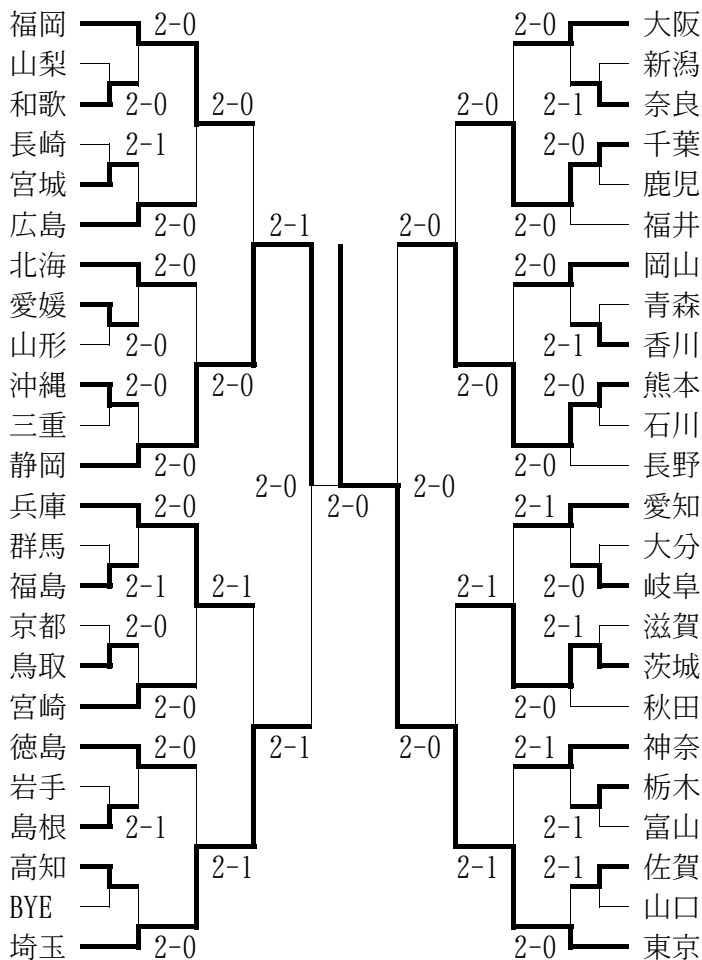 福岡 2-0 2-0 大阪
山梨 新潟
和歌 2-0 2-0 2-0 2-1 奈良
長崎 2-1 2-0 千葉
宮城 鹿児
広島 2-0 2-1 2-0 2-0 福井
北海 2-0 2-0 岡山
愛媛 青森
山形 2-0 2-1 香川
沖縄 2-0 2-0 2-0 2-0 熊本
三重 石川
静岡 2-0 2-0 2-0 2-0 2-0 長野
兵庫 2-0 2-1 愛知
群馬 大分
福島 2-1 2-1 2-1 2-0 岐阜
京都 2-0 2-1 滋賀
鳥取 茨城
宮崎 2-0 2-0 秋田
徳島 2-0 2-1 2-0 2-1 神奈
岩手 栃木
島根 2-1 2-1 富山
高知 2-1 2-1 2-1 佐賀
BYE 山口
埼玉 2-0 2-0 東京